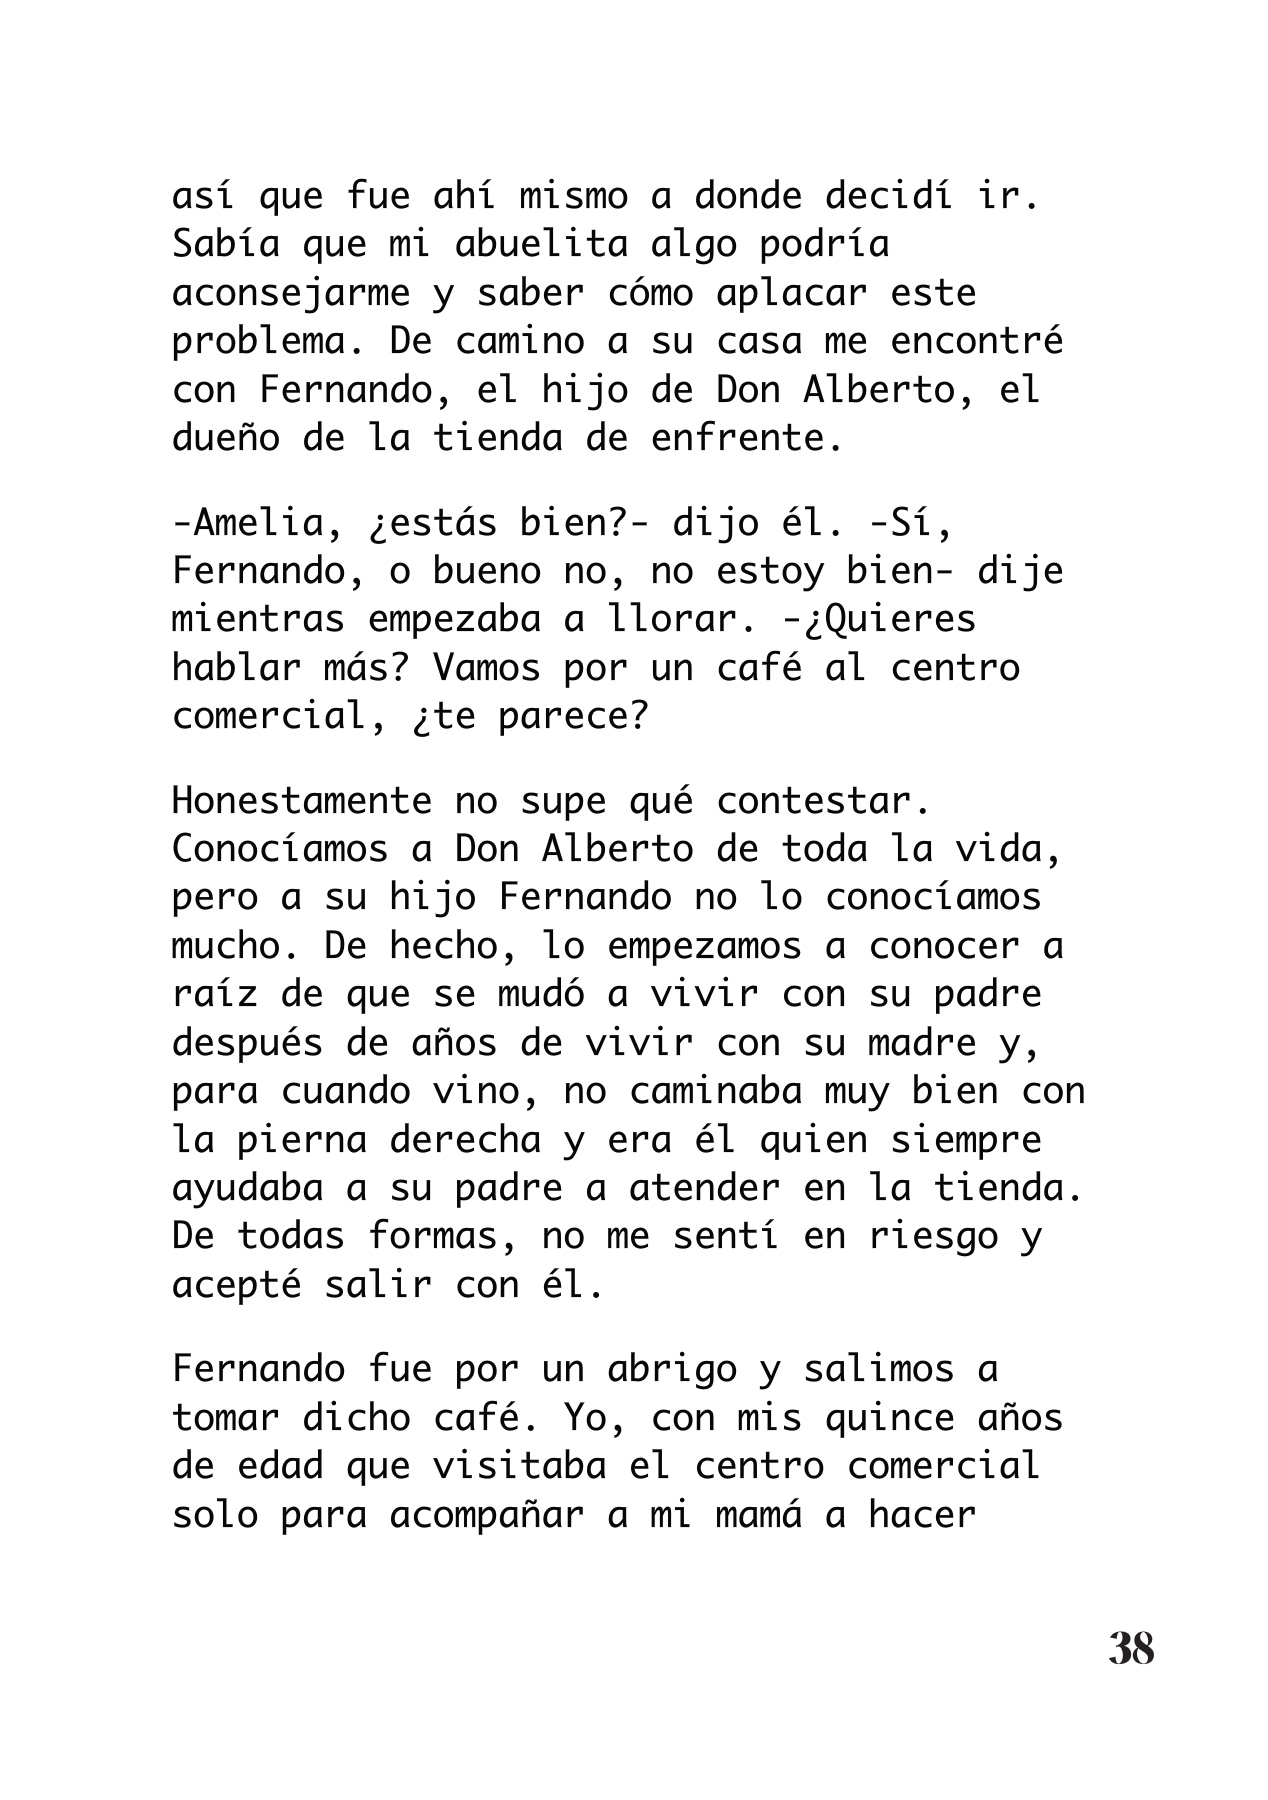 así que fue ahí mismo a donde decidí ir.
Sabía que mi abuelita algo podría
aconsejarme y saber cómo aplacar este
problema. De camino a su casa me encontré
con Fernando, el hijo de Don Alberto, el
dueño de la tienda de enfrente.
-Amelia, ¿estás bien?- dijo él. -Sí,
Fernando, o bueno no, no estoy bien- dije
mientras empezaba a llorar. -¿Quieres
hablar más? Vamos por un café al centro
comercial, ¿te parece?
Honestamente no supe qué contestar.
Conocíamos a Don Alberto de toda la vida,
pero a su hijo Fernando no lo conocíamos
mucho. De hecho, lo empezamos a conocer a
raíz de que se mudó a vivir con su padre
después de años de vivir con su madre y,
para cuando vino, no caminaba muy bien con
la pierna derecha y era él quien siempre
ayudaba a su padre a atender en la tienda.
De todas formas, no me sentí en riesgo y
acepté salir con él.
Fernando fue por un abrigo y salimos a
tomar dicho café. Yo, con mis quince años
de edad que visitaba el centro comercial
solo para acompañar a mi mamá a hacer
38